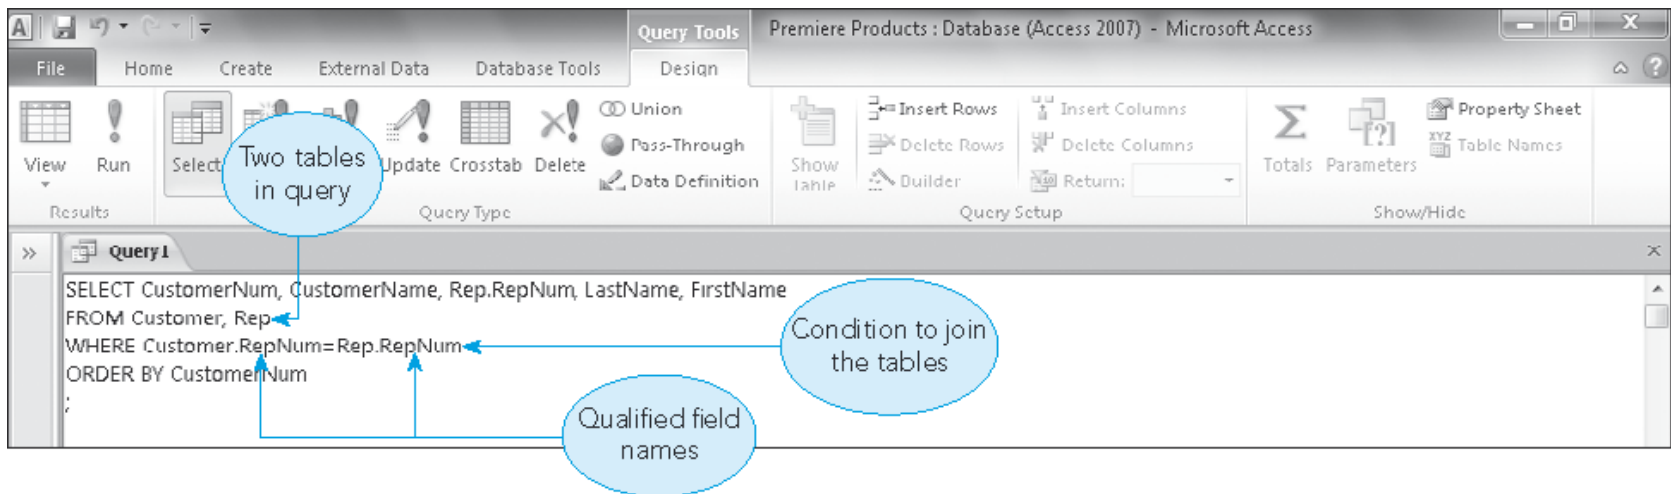 A
Query Tools
Premiere Products : Database (Access 2007) - Microsoft Access
File Home Create External Data Database Tools Design
View
Run
Select
Two tables
in query
Update Crosstab Delete
Union
Pass-Through
Data Definition
Show
Table
Insert Rows
Delete Rows
Builder
Insert Columns
Delete Columns
Return:
Totals Parameters
Property Sheet
Table Names
Results
Query Type
Query Setup
Show/Hide
Query1
SELECT CustomerNum, CustomerName, Rep.RepNum, LastName, FirstName
FROM Customer, Rep
WHERE Customer.RepNum=Rep.RepNum
ORDER BY CustomerNum
;
Condition to join
the tables
Qualified field
names